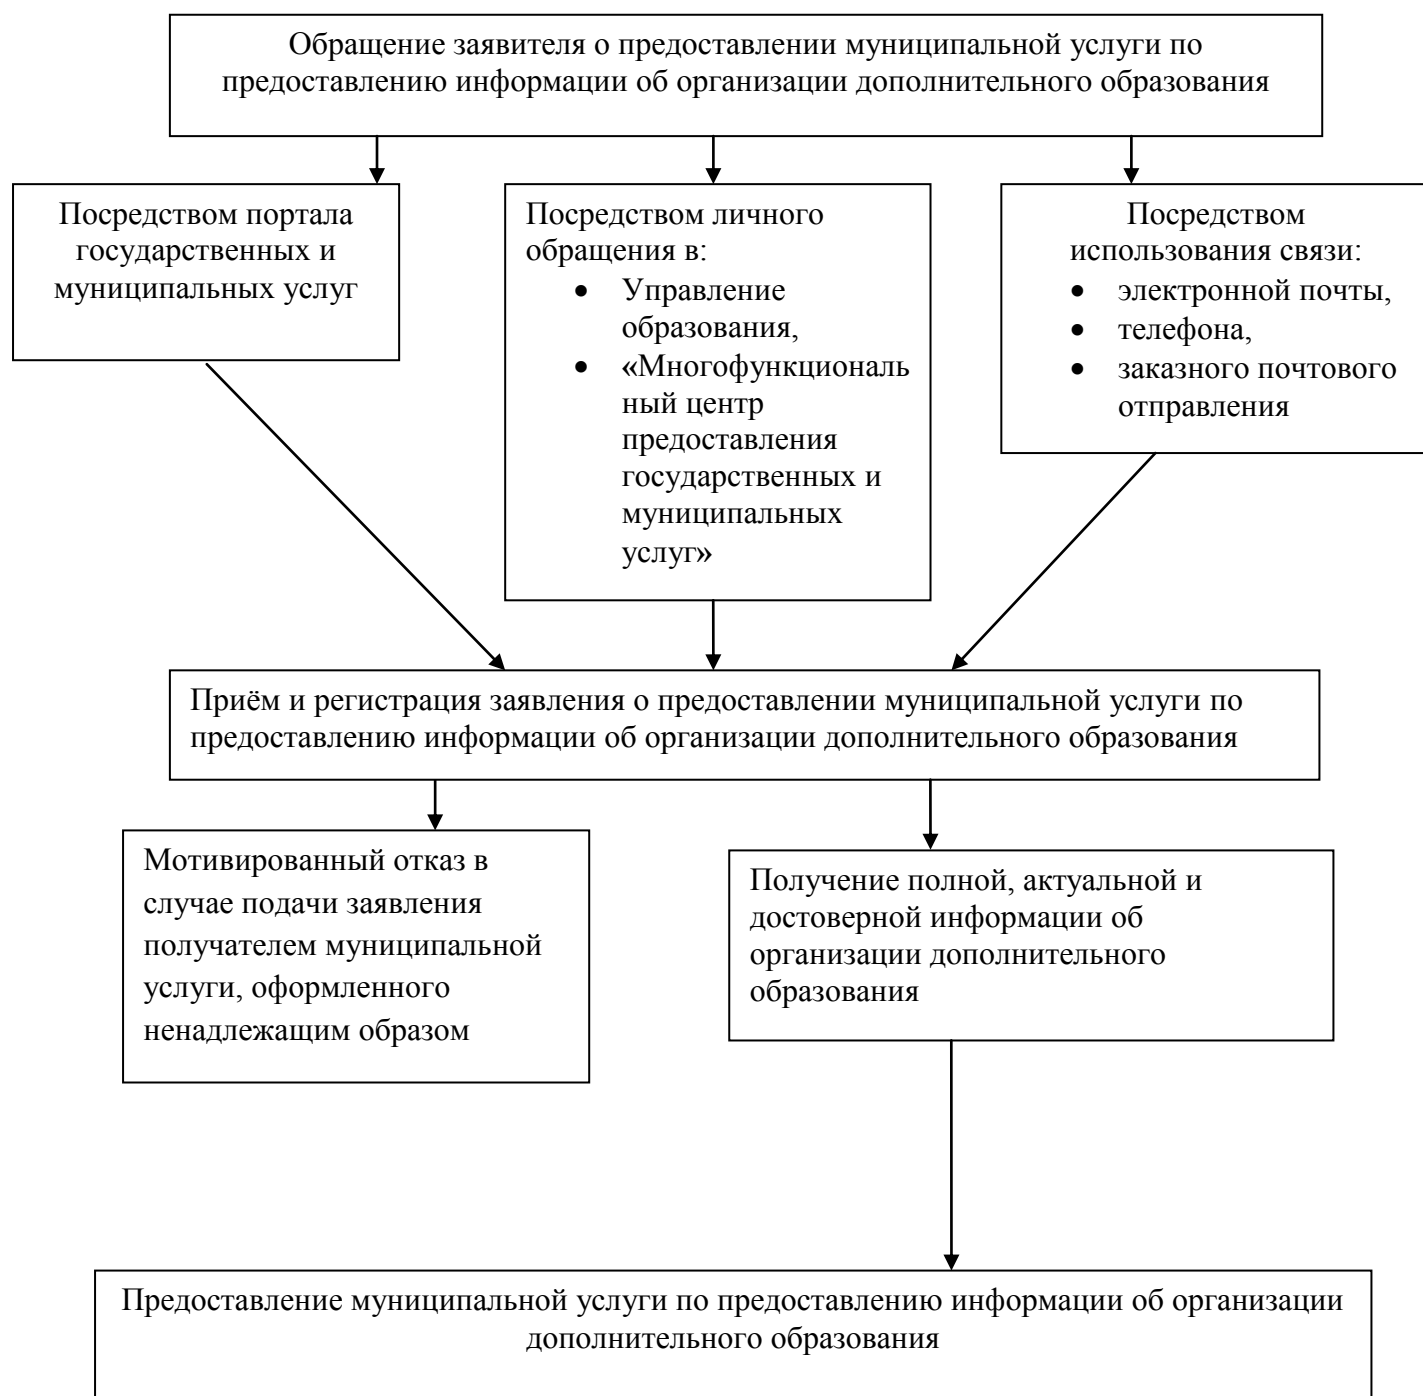 Обращение заявителя о предоставлении муниципальной услуги по
предоставлению информации об организации дополнительного образования
Посредством портала
государственных и
муниципальных услуг
Посредством личного
обращения в:
• Управление
образования,
• «Многофункциональ
ный центр
предоставления
государственных и
муниципальных
услуг»
Посредством
использования связи:
• электронной почты,
• телефона,
• заказного почтового
отправления
Приём и регистрация заявления о предоставлении муниципальной услуги по
предоставлению информации об организации дополнительного образования
Мотивированный отказ в
случае подачи заявления
получателем муниципальной
услуги, оформленного
ненадлежащим образом
Получение полной, актуальной и
достоверной информации об
организации дополнительного
образования
Предоставление муниципальной услуги по предоставлению информации об организации
дополнительного образования